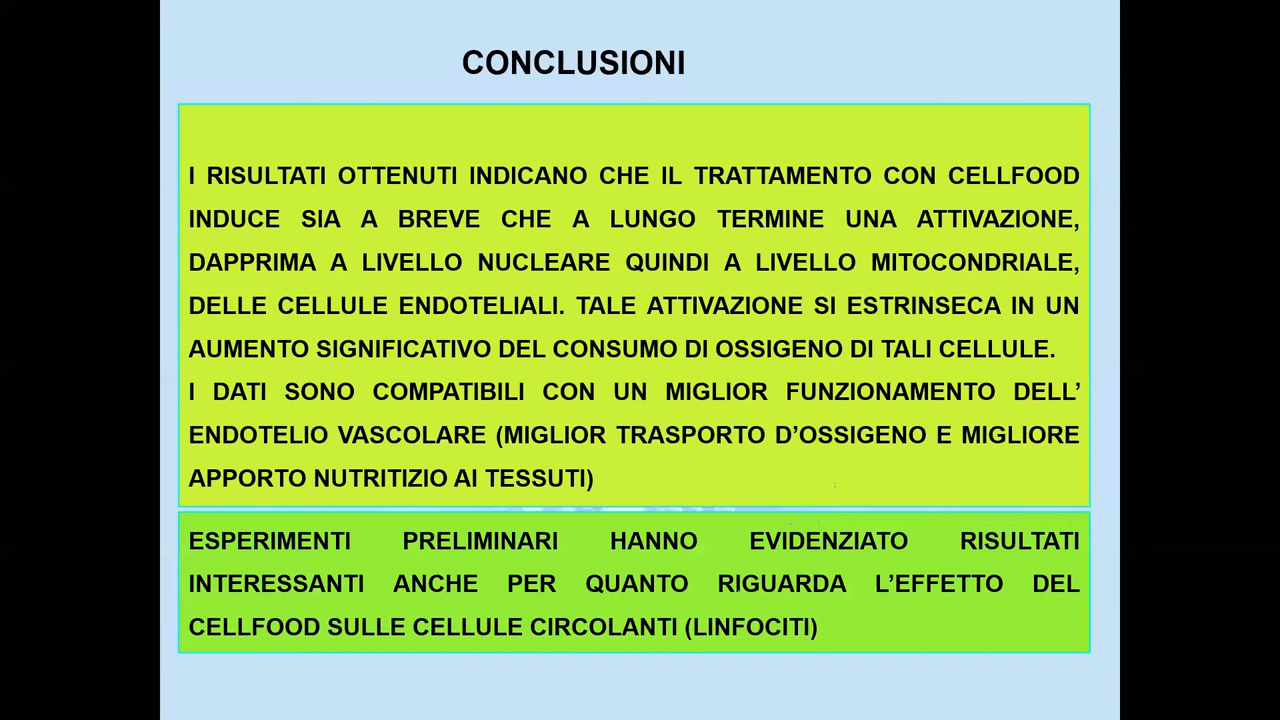 CONCLUSIONI
I RISULTATI OTTENUTI INDICANO CHE IL TRATTAMENTO CON CELLFOOD
INDUCE SIA A BREVE CHE A LUNGO TERMINE UNA ATTIVAZIONE,
DAPPRIMA A LIVELLO NUCLEARE QUINDI A LIVELLO MITOCONDRIALE,
DELLE CELLULE ENDOTELIALI. TALE ATTIVAZIONE SI ESTRINSECA IN UN
AUMENTO SIGNIFICATIVO DEL CONSUMO DI OSSIGENO DI TALI CELLULE.
I DATI SONO COMPATIBILI CON UN MIGLIOR FUNZIONAMENTO DELL’
ENDOTELIO VASCOLARE (MIGLIOR TRASPORTO D’OSSIGENO E MIGLIORE
APPORTO NUTRITIZIO AI TESSUTI)
ESPERIMENTI PRELIMINARI HANNO EVIDENZIATO RISULTATI
INTERESSANTI ANCHE PER QUANTO RIGUARDA L’EFFETTO DEL
CELLFOOD SULLE CELLULE CIRCOLANTI (LINFOCITI)